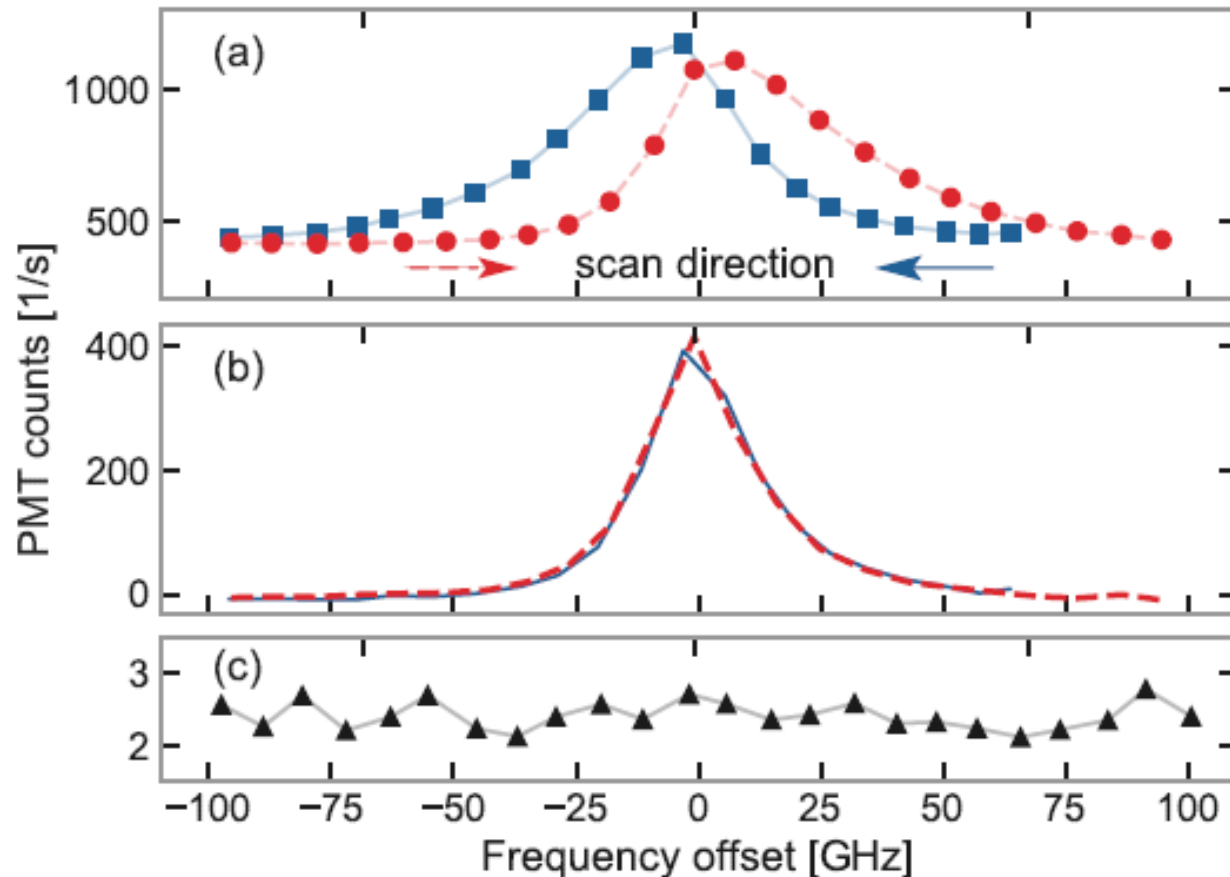 (a)
1000
500
scan direction
PMT counts [1/s]
(b)
400
200
0
(c)
3
2
−100 −75 −50 −25 0 25 50 75 100
Frequency offset [GHz]